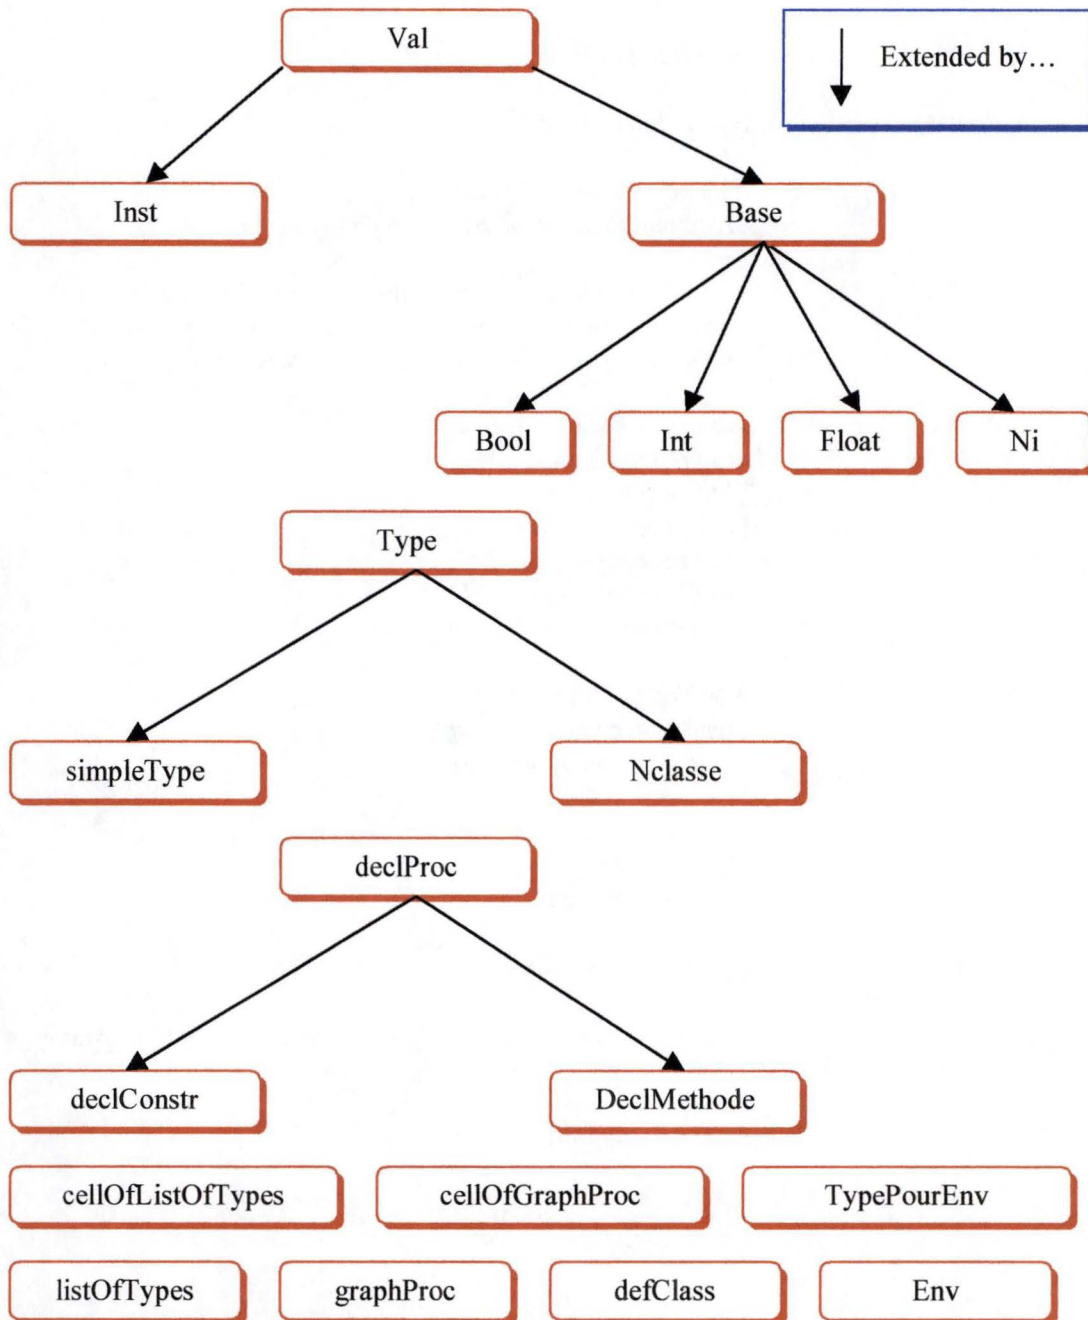 Val
Extended by…
Inst
Base
Bool
Int
Float
Ni
Type
simpleType
Nclasse
declProc
declConstr
DeclMethode
cellOfListOfTypes
cellOfGraphProc
TypePourEnv
listOfTypes
graphProc
defClass
Env